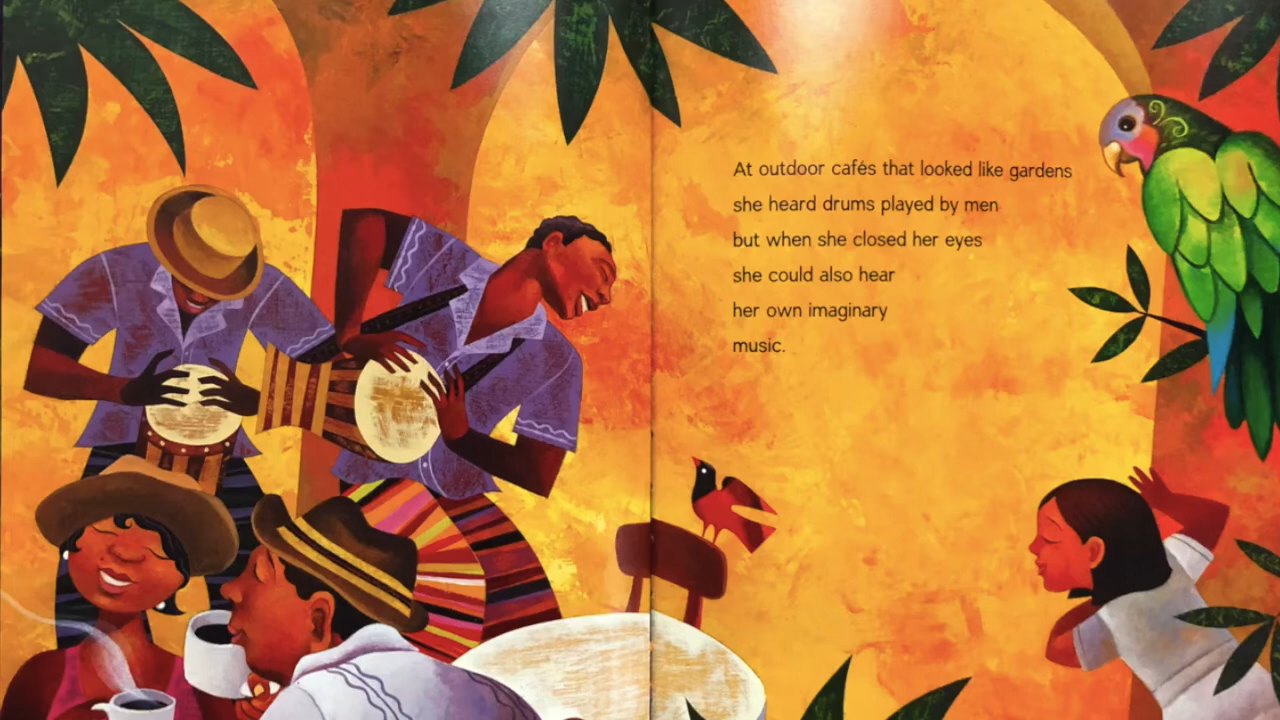 At outdoor cafés that looked like gardens
she heard drums played by men
but when she closed her eyes
she could also hear
her own imaginary
music.